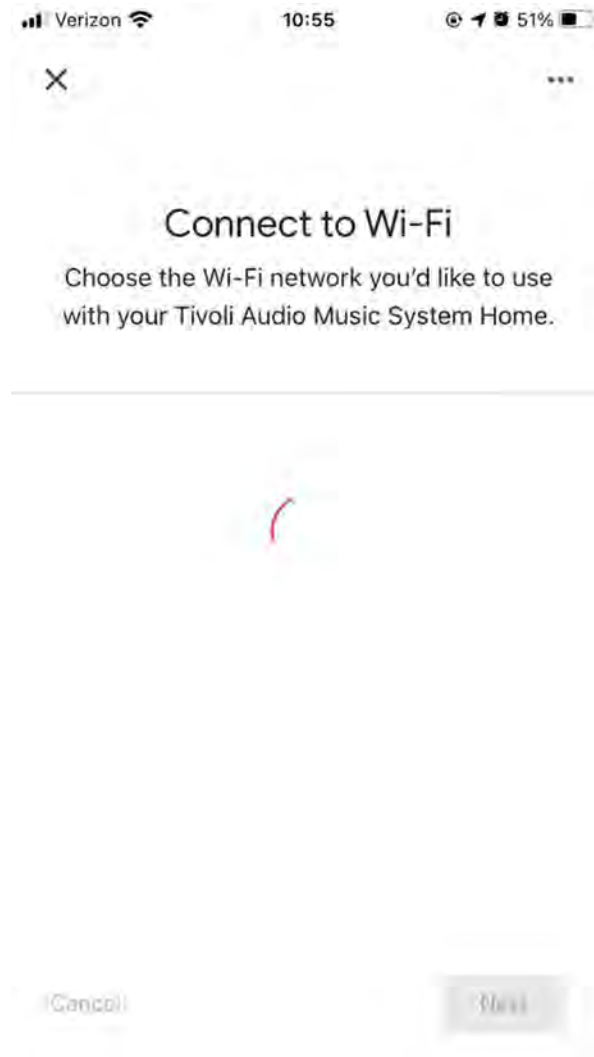 Verizon 10:55 51%
Connect to Wi-Fi
Choose the Wi-Fi network you'd like to use
with your Tivoli Audio Music System Home.
Cancel Next